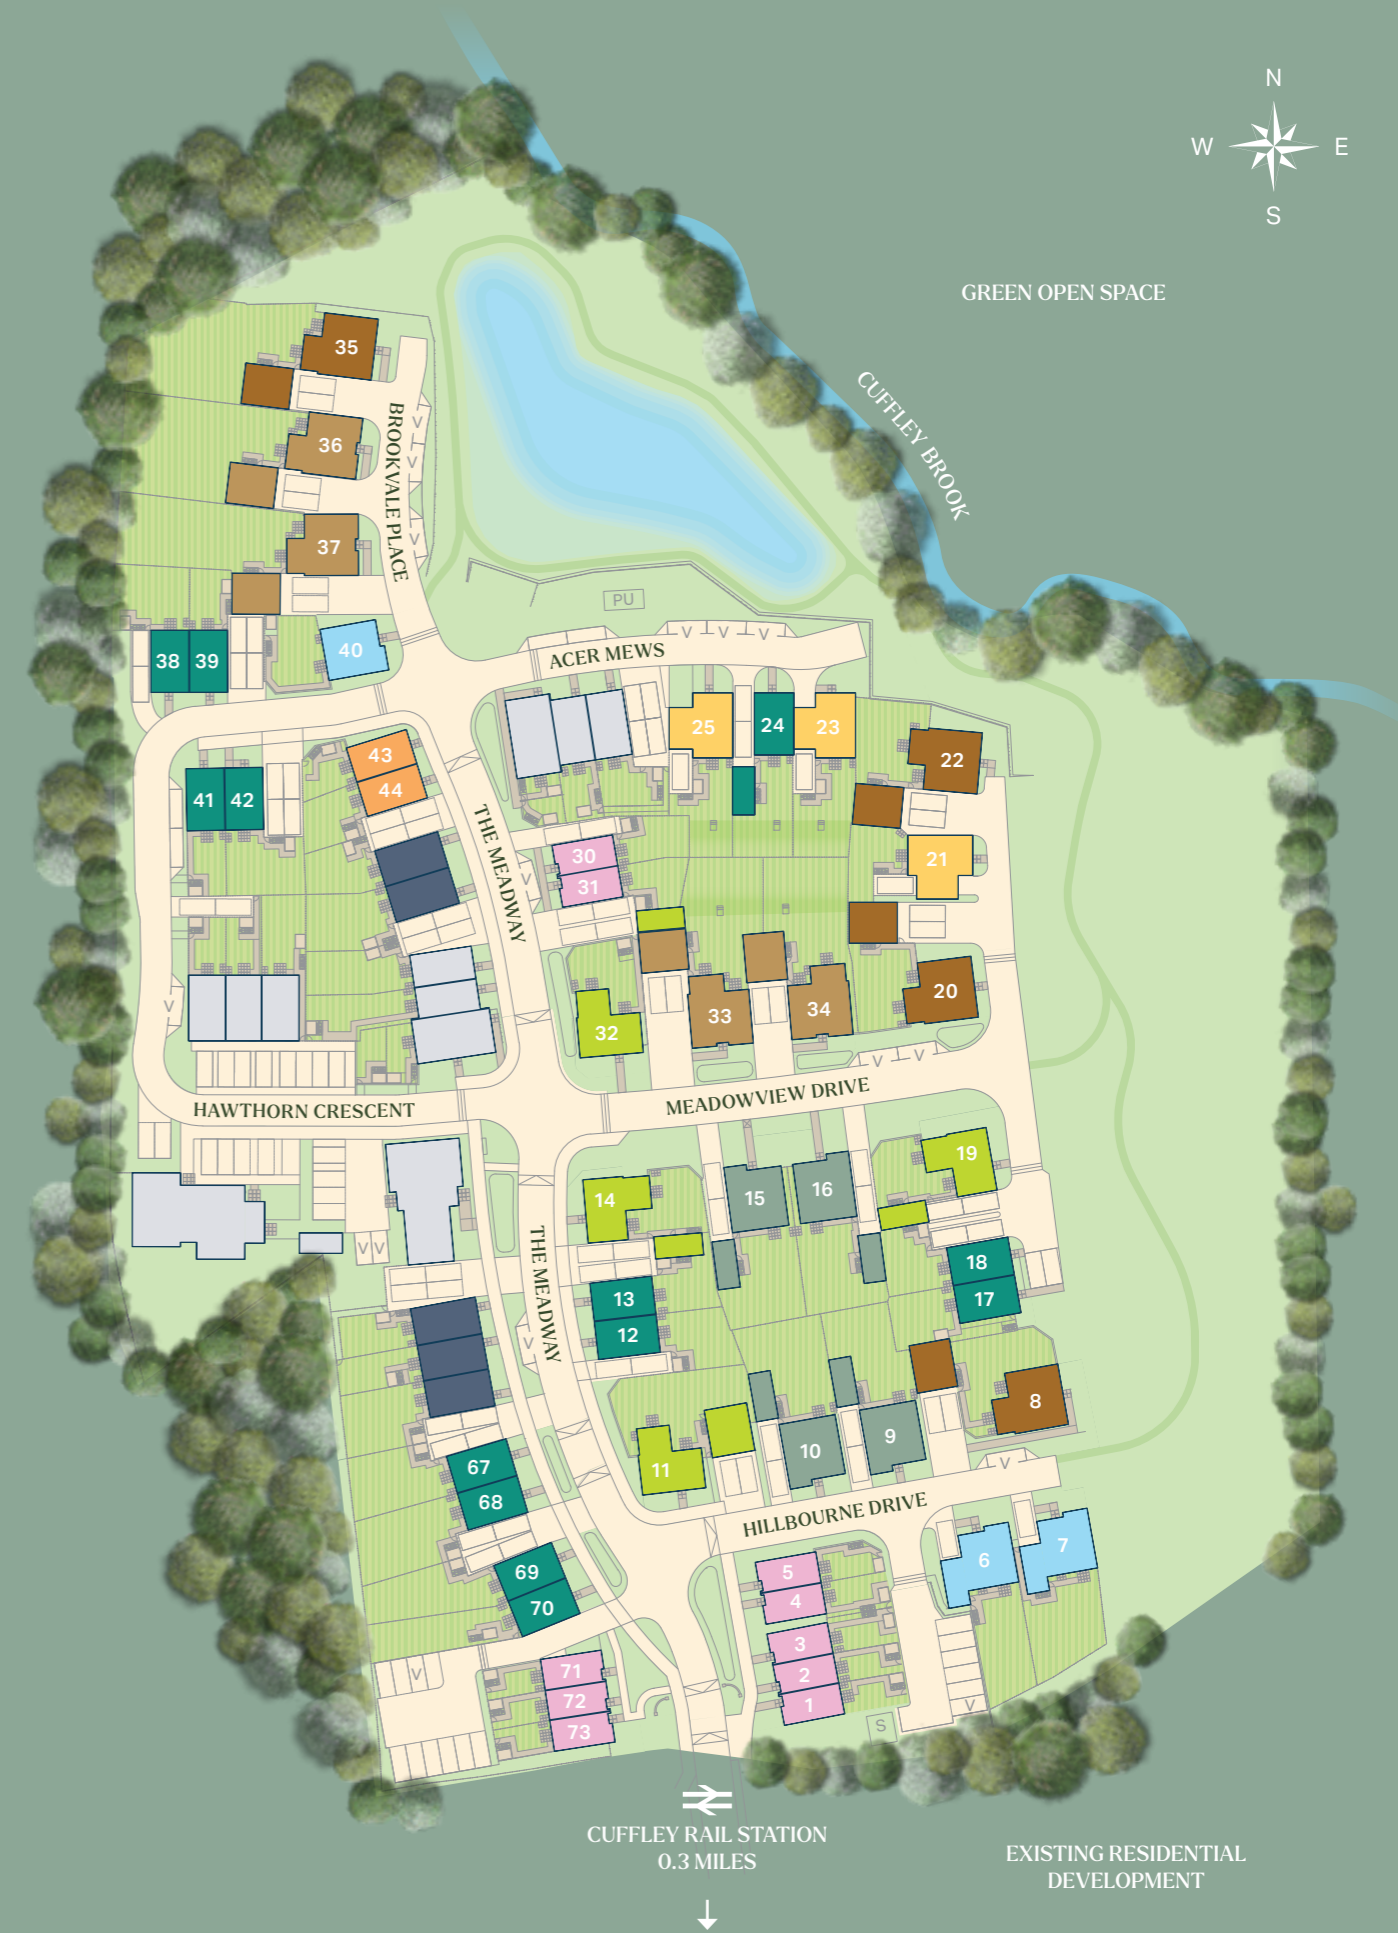 N
W
E
S
GREEN OPEN SPACE
CUFFLEY BROOK
35
BROOKVALE PLACE
V
36
V
37
V
PU
38
39
40
ACER MEWS
V
V
V
25
24
23
43
44
22
41
42
THE MEADWAY
30
31
V
21
V
20
32
33
34
V
V
MEADOWVIEW DRIVE
HAWTHORN CRESCENT
19
14
15
16
V
V
THE MEADWAY
18
17
13
12
V
8
9
10
11
67
68
V
HILLBOURNE DRIVE
69
70
5
4
6
7
3
2
1
71
72
73
V
V
S
CUFFLEY RAIL STATION
0.3 MILES
EXISTING RESIDENTIAL
DEVELOPMENT